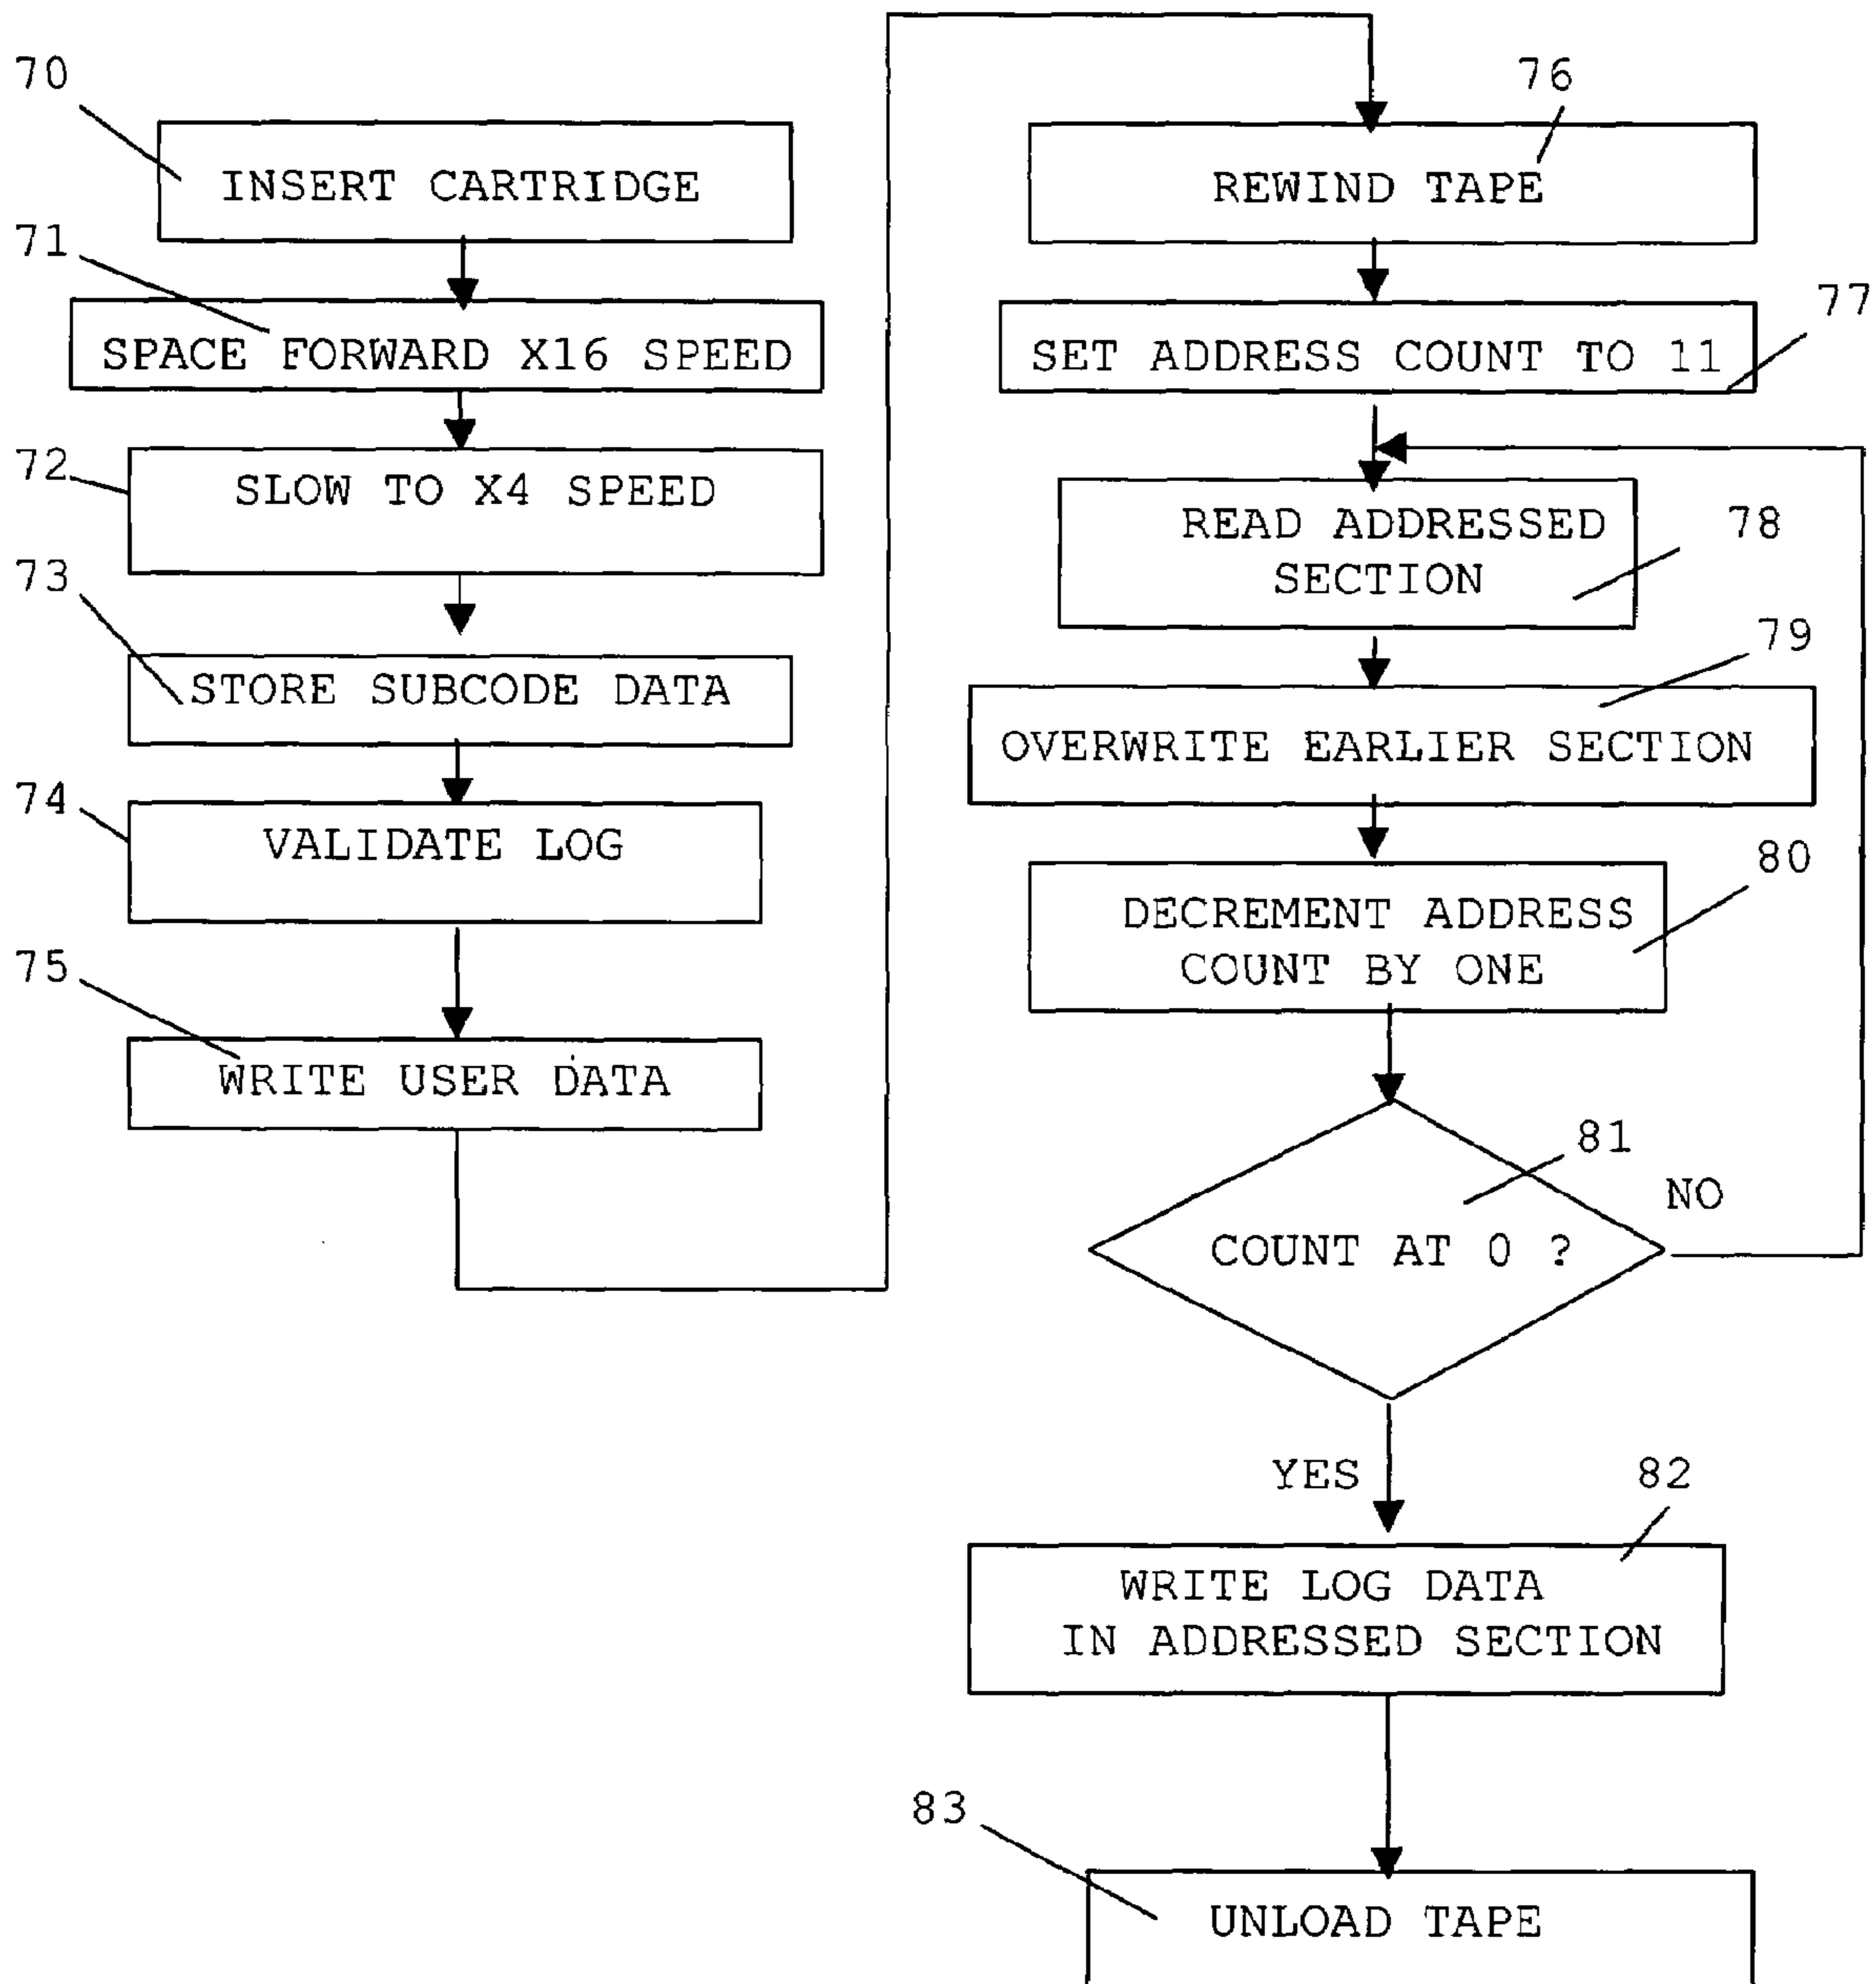 70
INSERT CARTRIDGE
71
SPACE FORWARD X16 SPEED
72
SLOW TO X4 SPEED
73
STORE SUBCODE DATA
74
VALIDATE LOG
75
WRITE USER DATA
76
REWIND TAPE
77
SET ADDRESS COUNT TO 11
78
READ ADDRESSED
SECTION
79
OVERWRITE EARLIER SECTION
80
DECREMENT ADDRESS
COUNT BY ONE
81
NO
COUNT AT 0 ?
YES
82
WRITE LOG DATA
IN ADDRESSED SECTION
83
UNLOAD TAPE